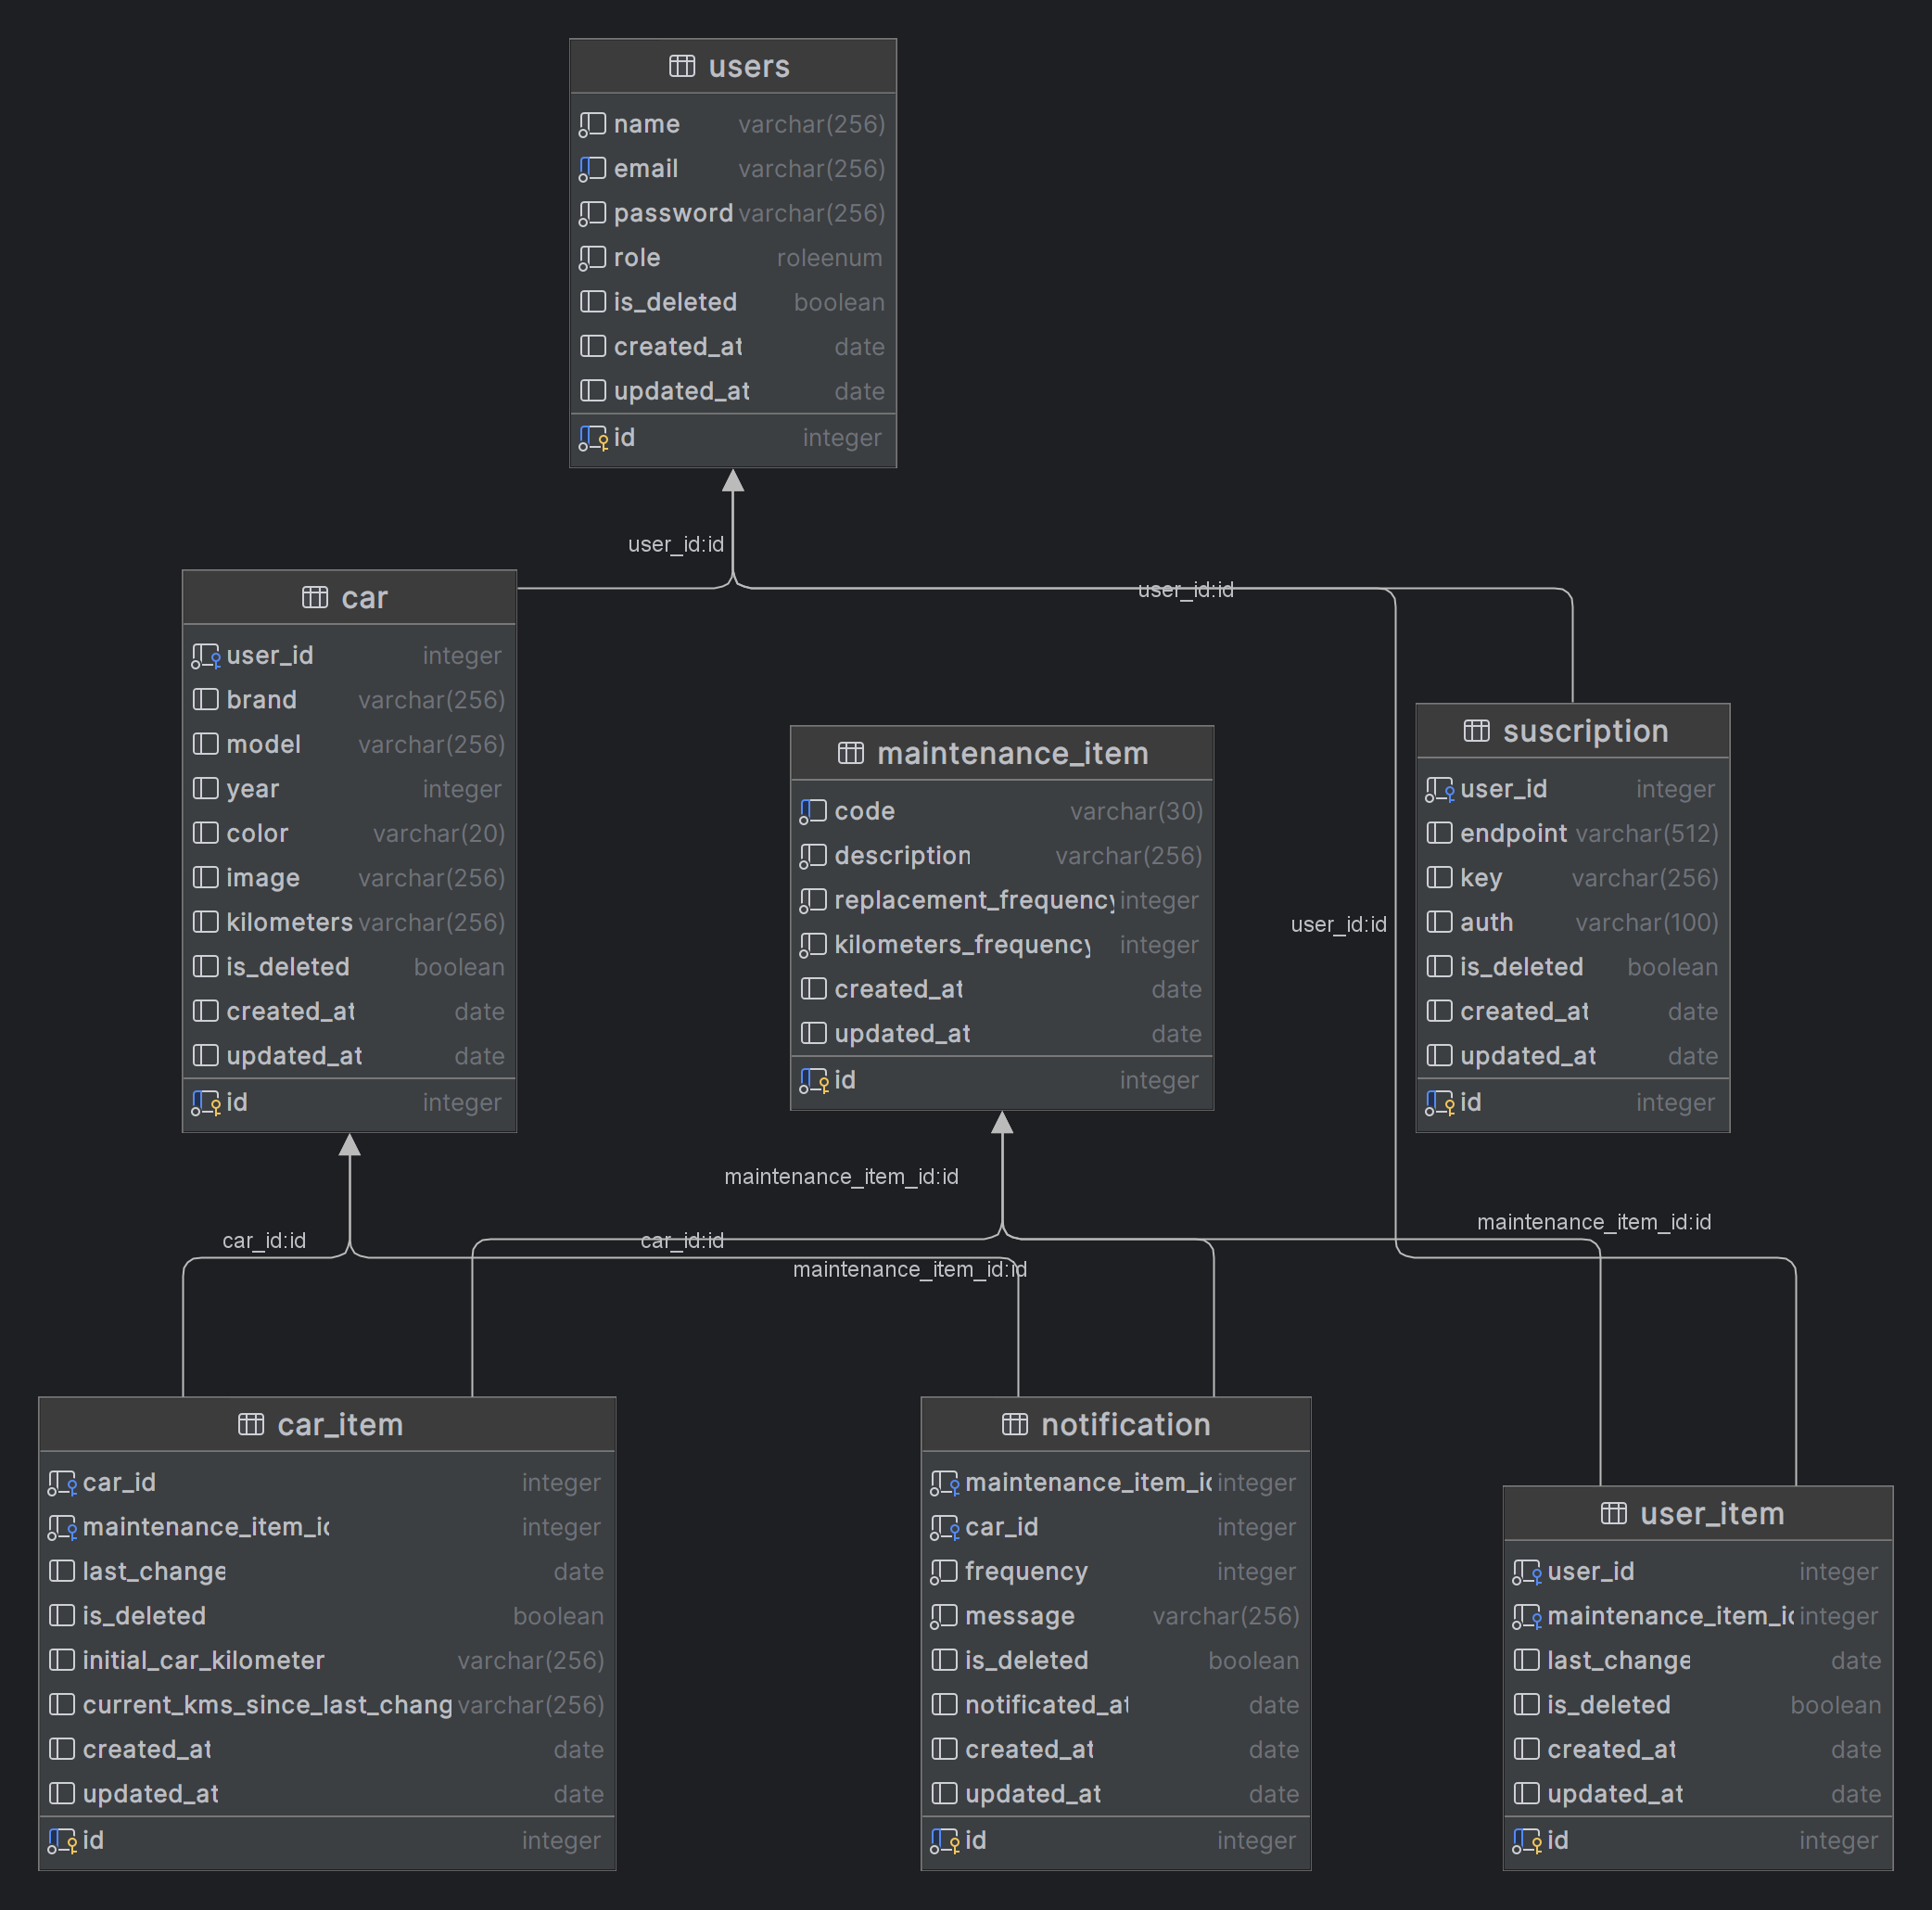 users
name varchar(256)
email varchar(256)
password varchar(256)
role roleenum
is_deleted boolean
created_at date
updated_at date
id integer
user_id:id
user_id:id
user_id:id
car
user_id integer
brand varchar(256)
model varchar(256)
year integer
color varchar(20)
image varchar(256)
kilometers varchar(256)
is_deleted boolean
created_at date
updated_at date
id integer
maintenance_item
code varchar(30)
description varchar(256)
replacement_frequency integer
kilometers_frequency integer
created_at date
updated_at date
id integer
suscription
user_id integer
endpoint varchar(512)
key varchar(256)
auth varchar(100)
is_deleted boolean
created_at date
updated_at date
id integer
maintenance_item_id:id
maintenance_item_id:id
car_id:id
car_id:id
maintenance_item_id:id
car_item
car_id integer
maintenance_item_id integer
last_change date
is_deleted boolean
initial_car_kilometer varchar(256)
current_kms_since_last_chang varchar(256)
created_at date
updated_at date
id integer
notification
maintenance_item_id integer
car_id integer
frequency integer
message varchar(256)
is_deleted boolean
notificated_at date
created_at date
updated_at date
id integer
user_item
user_id integer
maintenance_item_id integer
last_change date
is_deleted boolean
created_at date
updated_at date
id integer